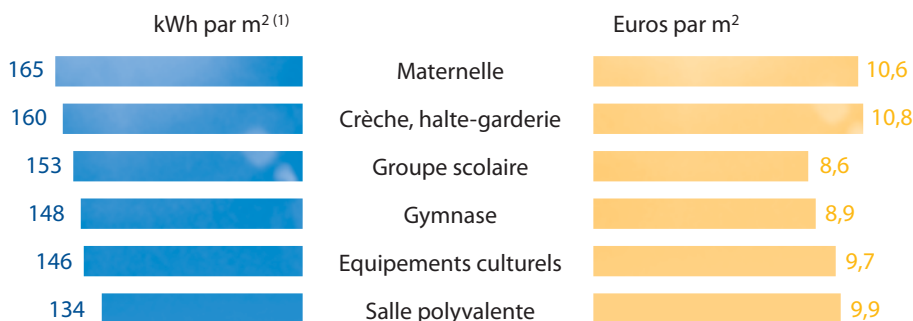 kWh par m² (1) Euros par m²
165 Maternelle 10,6
160 Crèche, halte-garderie 10,8
153 Groupe scolaire 8,6
148 Gymnase 8,9
146 Equipements culturels 9,7
134 Salle polyvalente 9,9